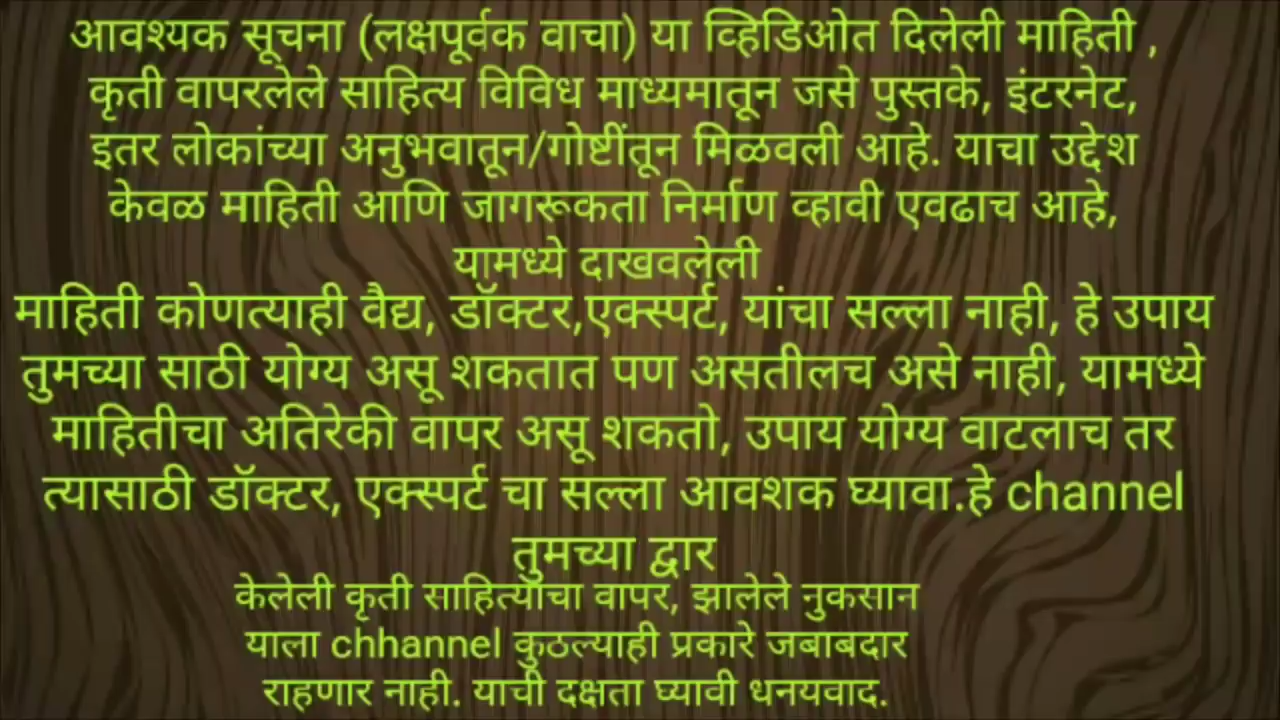 आवश्यक सूचना (लक्षपूर्वक वाचा) या व्हिडिओत दिलेली माहिती ,
कृती वापरलेले साहित्य विविध माध्यमातून जसे पुस्तके, इंटरनेट,
इतर लोकांच्या अनुभवातून/गोष्टींतून मिळवली आहे. याचा उद्देश
केवळ माहिती आणि जागरूकता निर्माण व्हावी एवढाच आहे,
यामध्ये दाखवलेली
माहिती कोणत्याही वैद्य, डॉक्टर,एक्स्पर्ट, यांचा सल्ला नाही, हे उपाय
तुमच्या साठी योग्य असू शकतात पण असतीलच असे नाही, यामध्ये
माहितीचा अतिरेकी वापर असू शकतो, उपाय योग्य वाटलाच तर
त्यासाठी डॉक्टर, एक्स्पर्ट चा सल्ला आवशक घ्यावा.हे channel
तुमच्या द्वार
केलेली कृती साहित्याचा वापर, झालेले नुकसान
याला chhannel कुठल्याही प्रकारे जबाबदार
राहणार नाही. याची दक्षता घ्यावी धनयवाद.